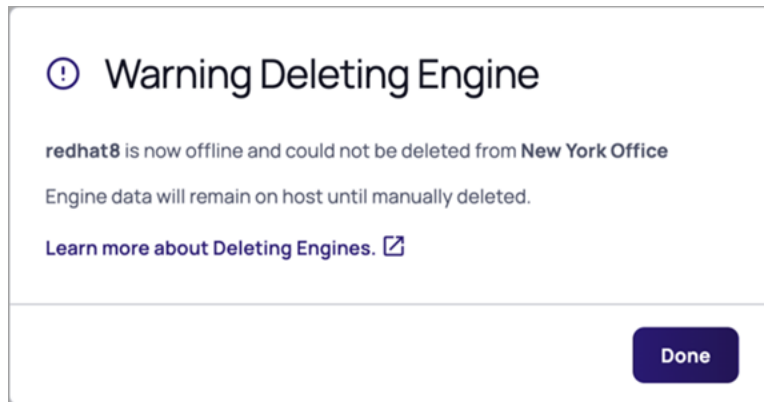 Warning Deleting Engine
redhat8 is now offline and could not be deleted from New York Office
Engine data will remain on host until manually deleted.
Learn more about Deleting Engines.
Done